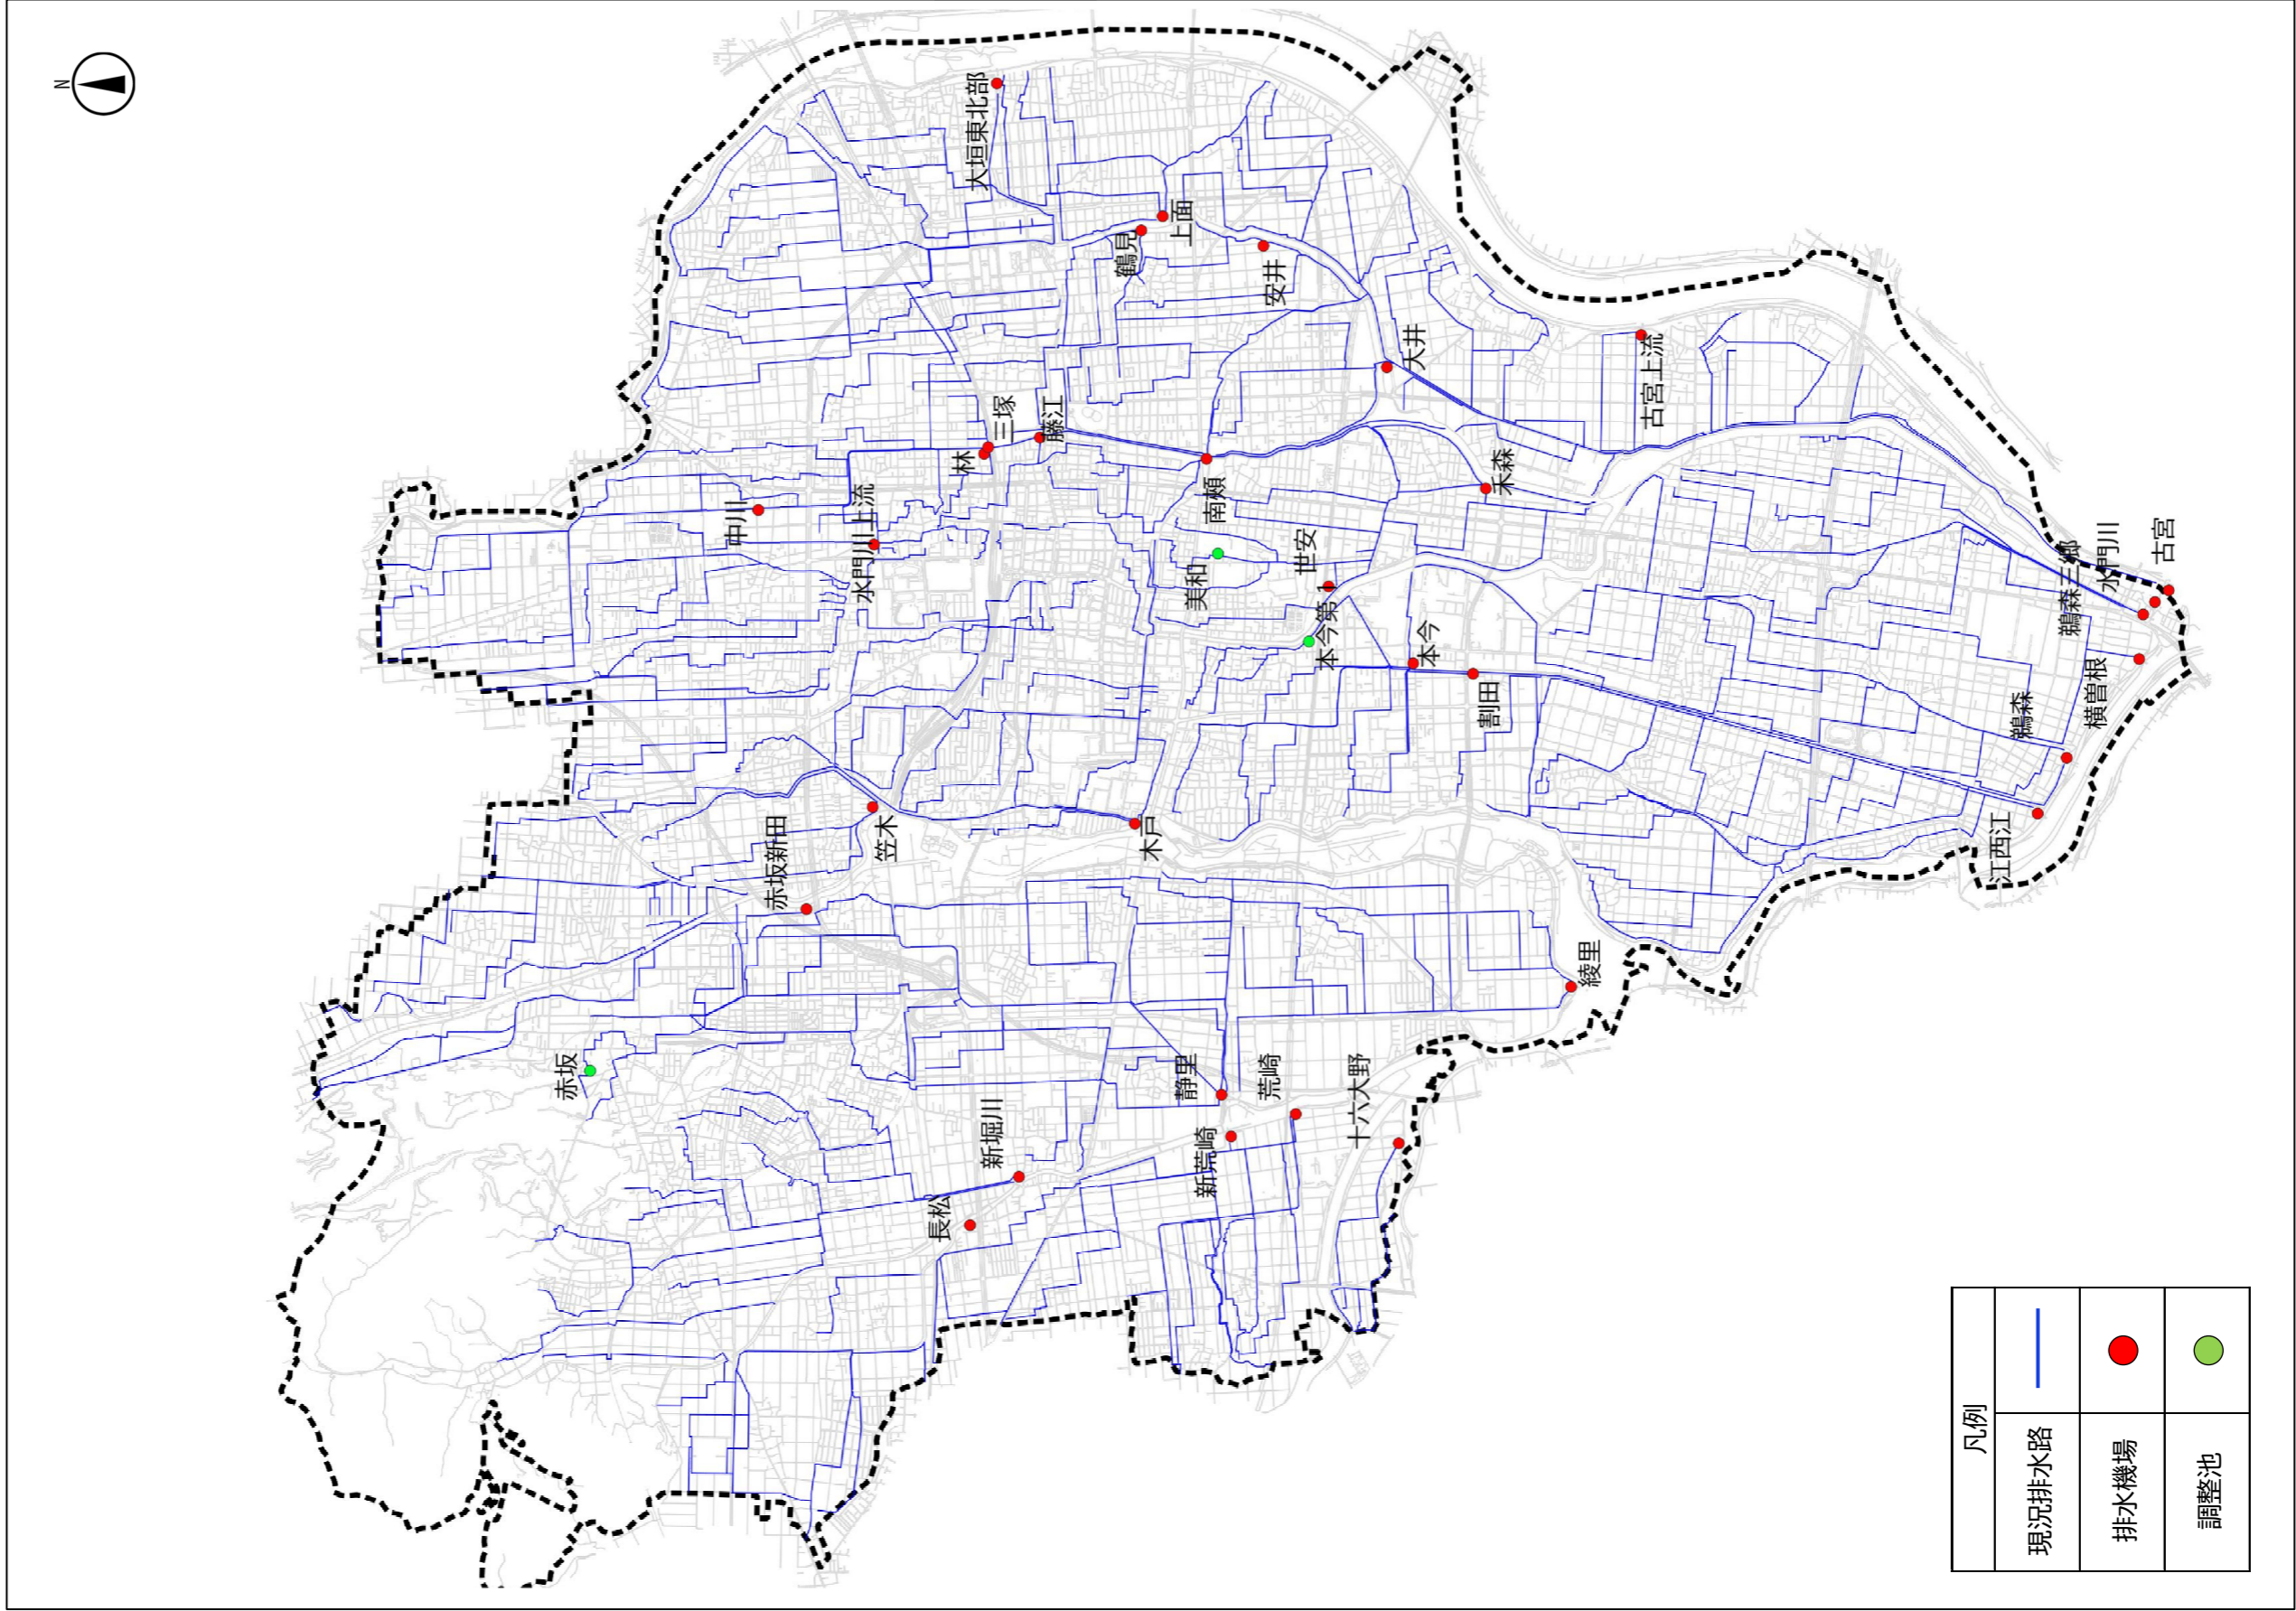 N
大垣東北部
上面
鶴見
安井
大井
古宮上流
三塚
藤江
林
中川
水門川上流
南頰
禾森
美和
世安
本今第1
本今
割田
鵜森三郷
水門川
古宮
横曽根
鵜森
江西江
赤坂新田
笠木
木戸
綾里
赤坂
静里
荒崎
十六大野
新荒崎
新堀川
長松
凡例
現況排水路
排水機場
調整池